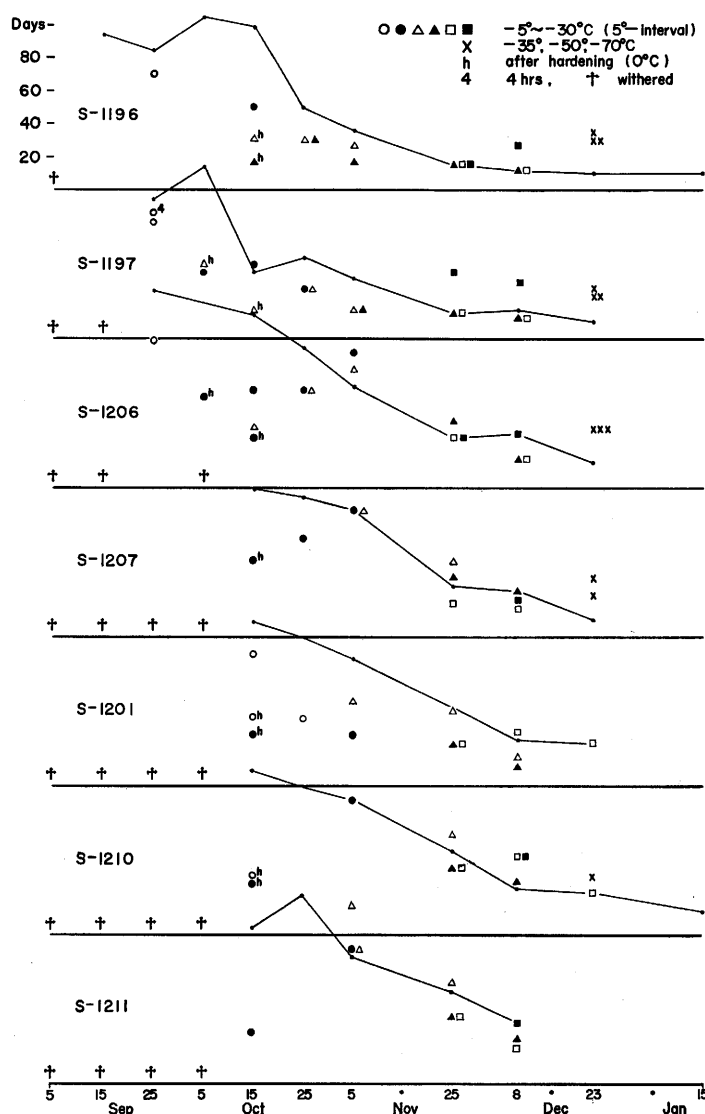 Days
○ ● △ ▲ □ ■ -5°~-30°C (5°-interval)
x -35°, -50°, -70°C
h after hardening (0°C)
4 4 hrs, † withered
80
60
S-1196
40
20
h
h
†
4
S-1197
h
h
† †
S-1206
h
h
† † †
S-1207
h
† † † †
S-1201
h
h
† † † †
S-1210
h
h
† † † †
S-1211
† † † †
5 15 25 5 15 25 5 25 8 23 15
Sep Oct Nov Dec Jan